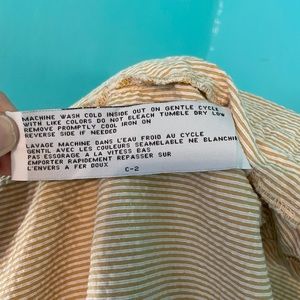 MACHINE WASH COLD INSIDE OUT ON GENTLE CYCLE
WITH LIKE COLORS DO NOT BLEACH TUMBLE DRY LOW
REMOVE PROMPTLY COOL IRON ON
REVERSE SIDE IF NEEDED
LAVAGE MACHINE DANS L'EAU FROID AU CYCLE
GENTIL AVEC LES COULEURS SEAMELABLE NE BLANCHIR
PAS ESSORAGE A LA VITESS BAS
EMPORTER RAPIDEMENT REPASSER SUR
L'ENVERS A FER DOUX
C-2